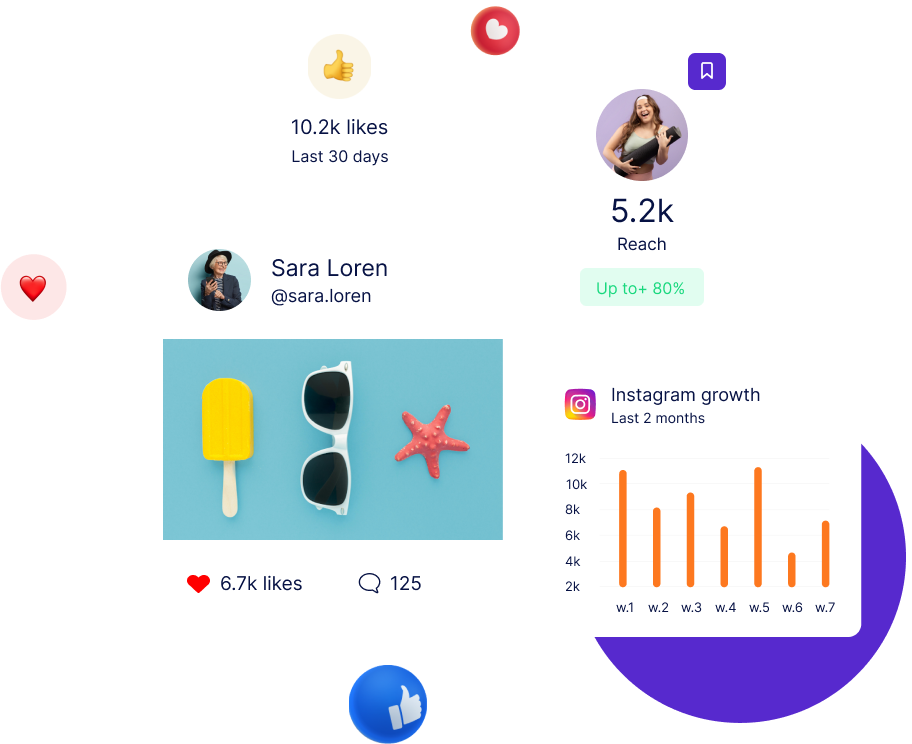 10.2k likes
Last 30 days
5.2k
Reach
Up to+ 80%
Sara Loren
@sara.loren
6.7k likes
125
Instagram growth
Last 2 months
12k
10k
8k
6k
4k
2k
w.1 w.2 w.3 w.4 w.5 w.6 w.7